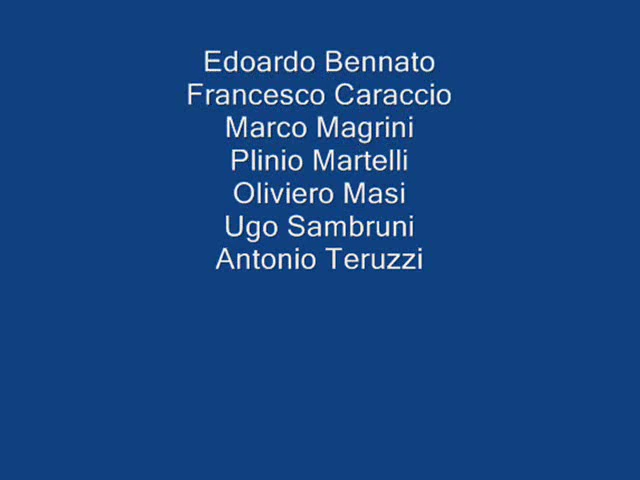 Edoardo Bennato
Francesco Caraccio
Marco Magrini
Plinio Martelli
Oliviero Masi
Ugo Sambruni
Antonio Teruzzi